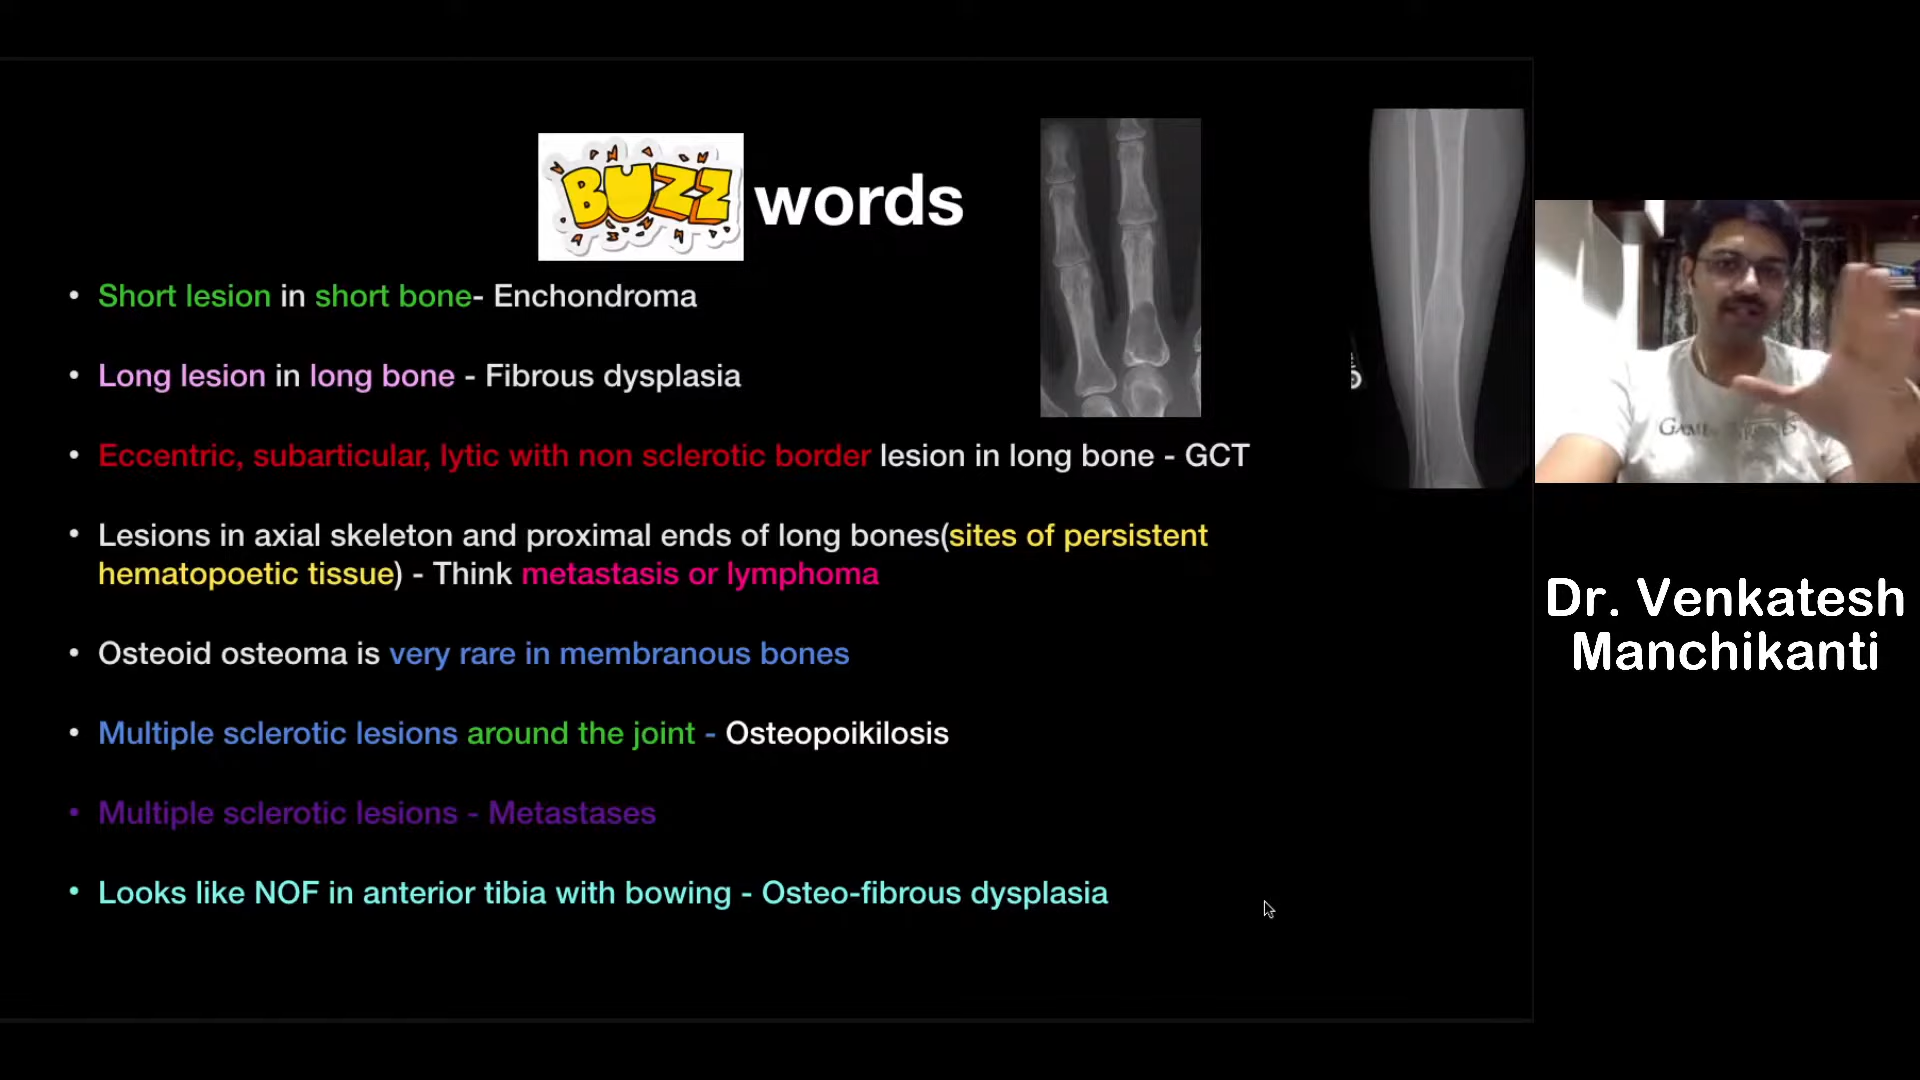 BUZZ words
• Short lesion in short bone- Enchondroma
• Long lesion in long bone - Fibrous dysplasia
• Eccentric, subarticular, lytic with non sclerotic border lesion in long bone - GCT
• Lesions in axial skeleton and proximal ends of long bones(sites of persistent
hematopoetic tissue) - Think metastasis or lymphoma
• Osteoid osteoma is very rare in membranous bones
• Multiple sclerotic lesions around the joint - Osteopoikilosis
• Multiple sclerotic lesions - Metastases
• Looks like NOF in anterior tibia with bowing - Osteo-fibrous dysplasia
Dr. Venkatesh
Manchikanti